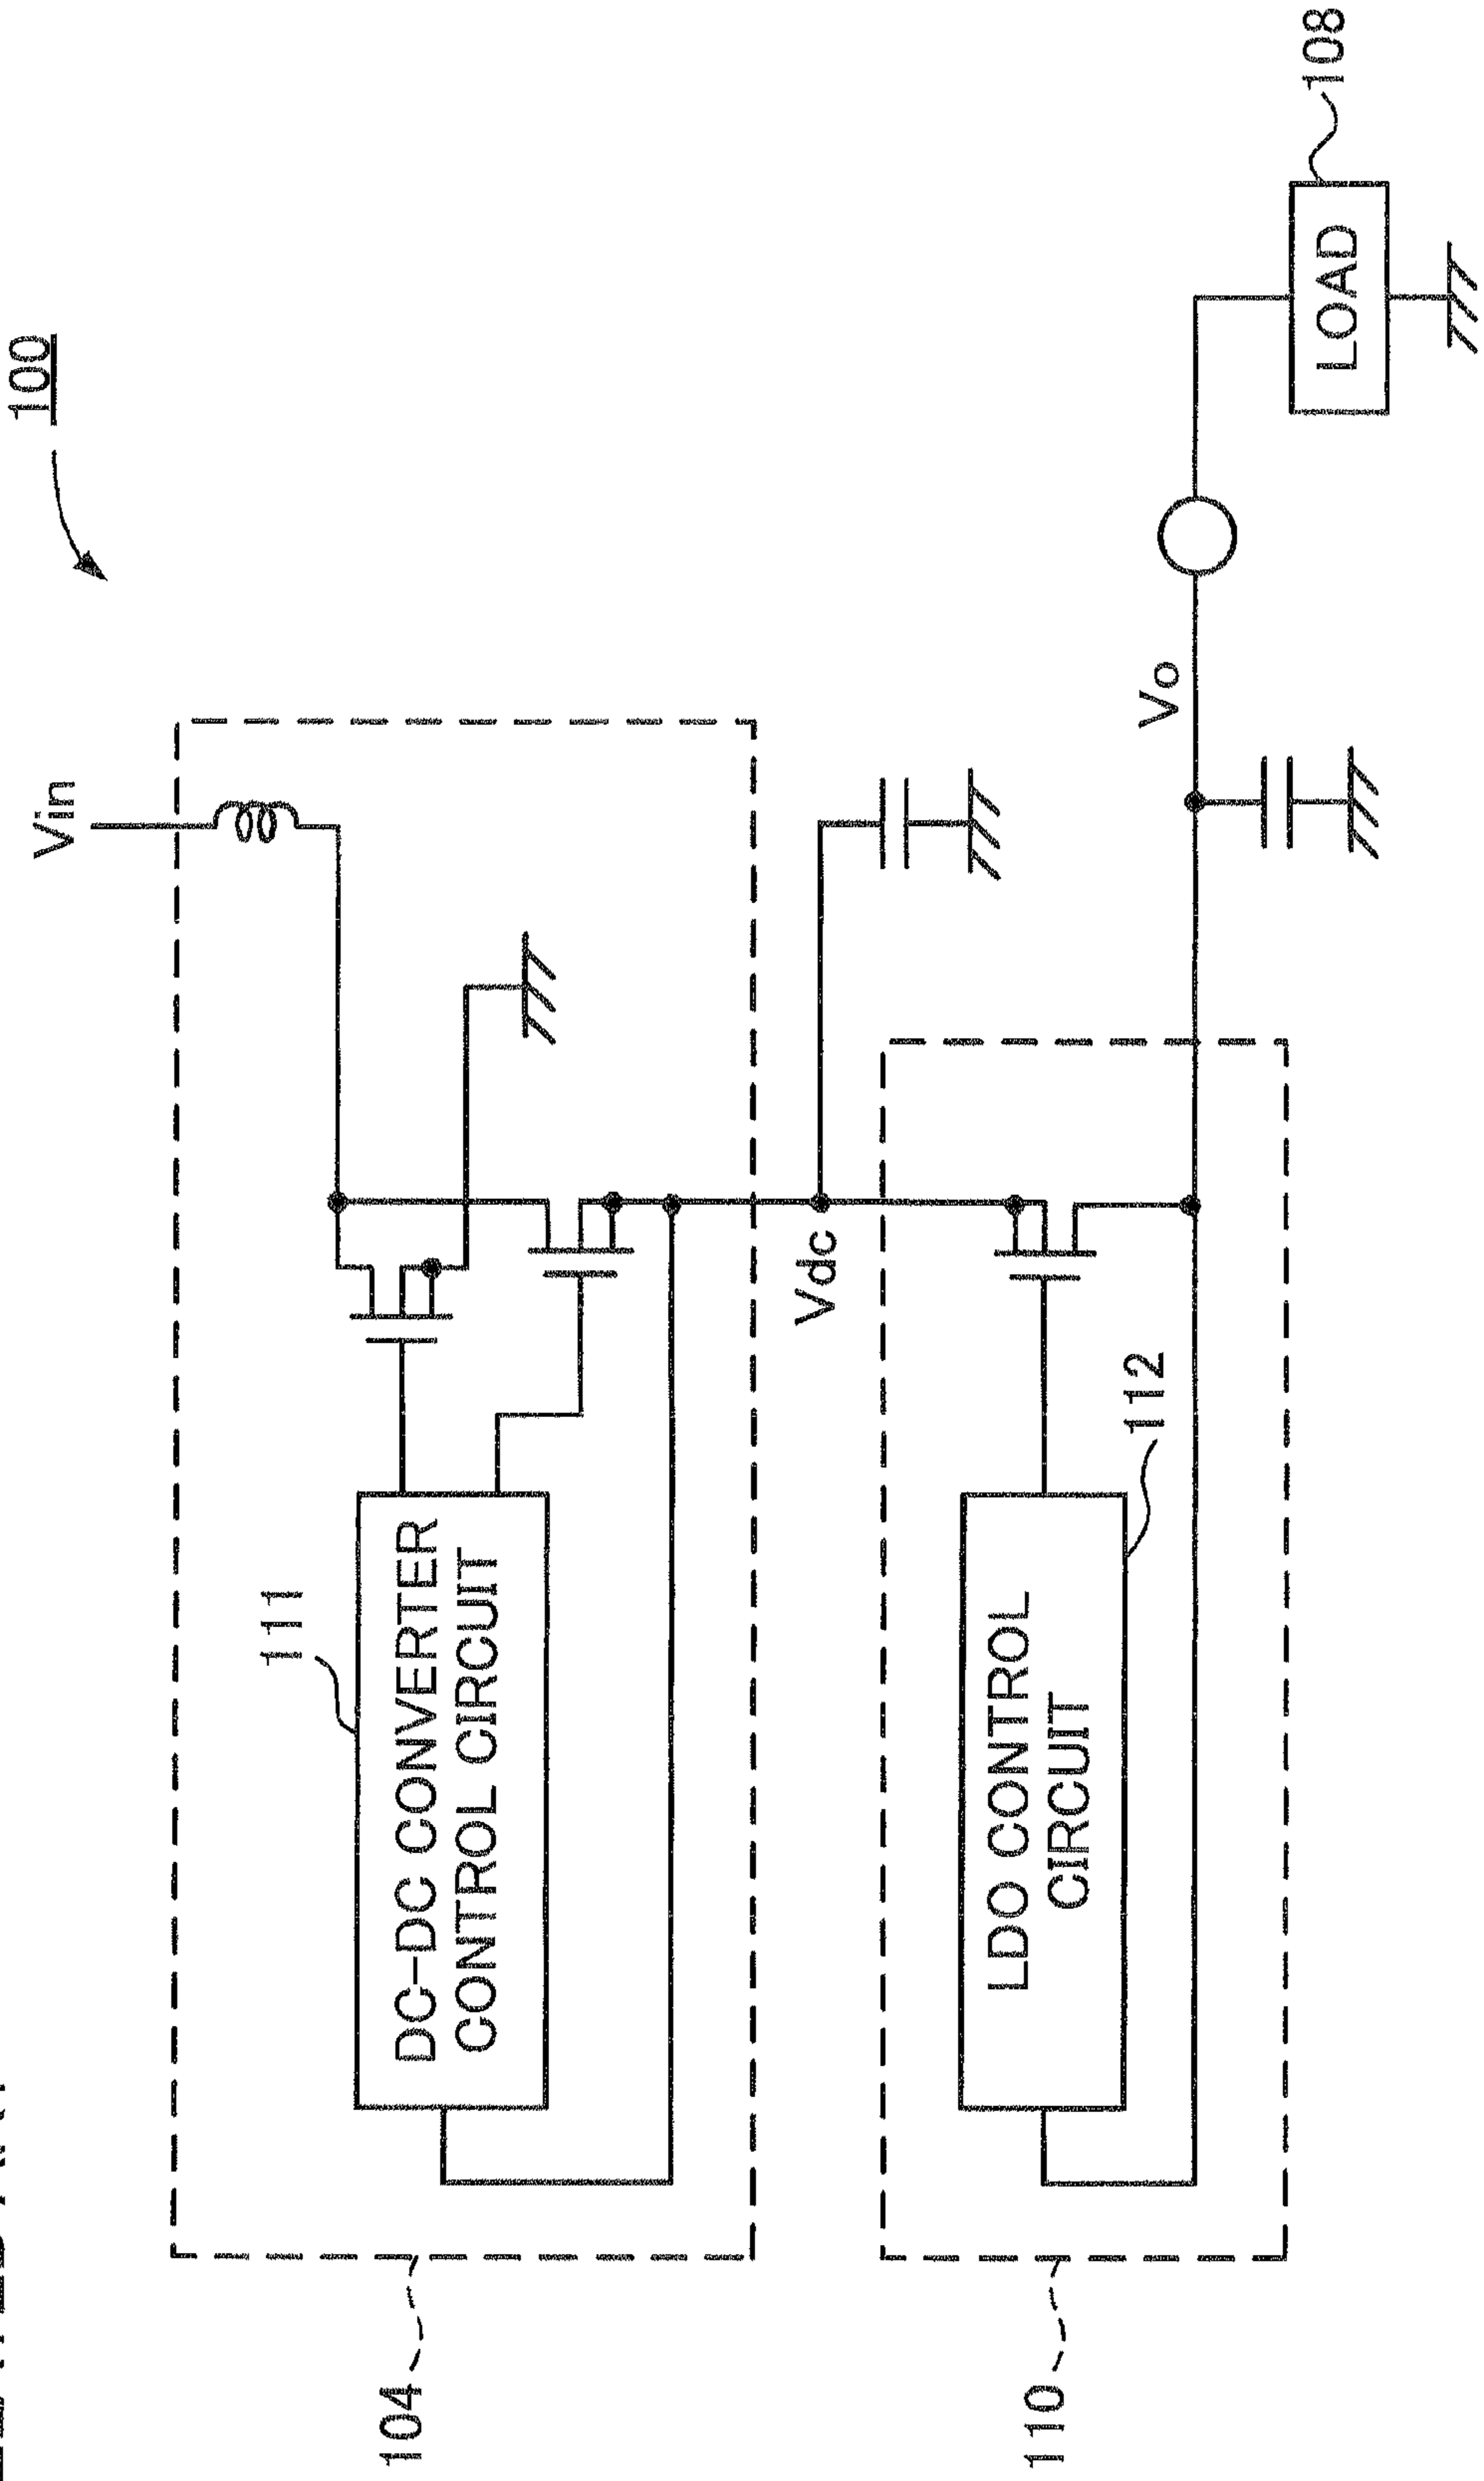 100
Vin
111
DC-DC CONVERTER
CONTROL CIRCUIT
104
Vdc
LDO CONTROL
CIRCUIT
112
110
Vo
LOAD
108